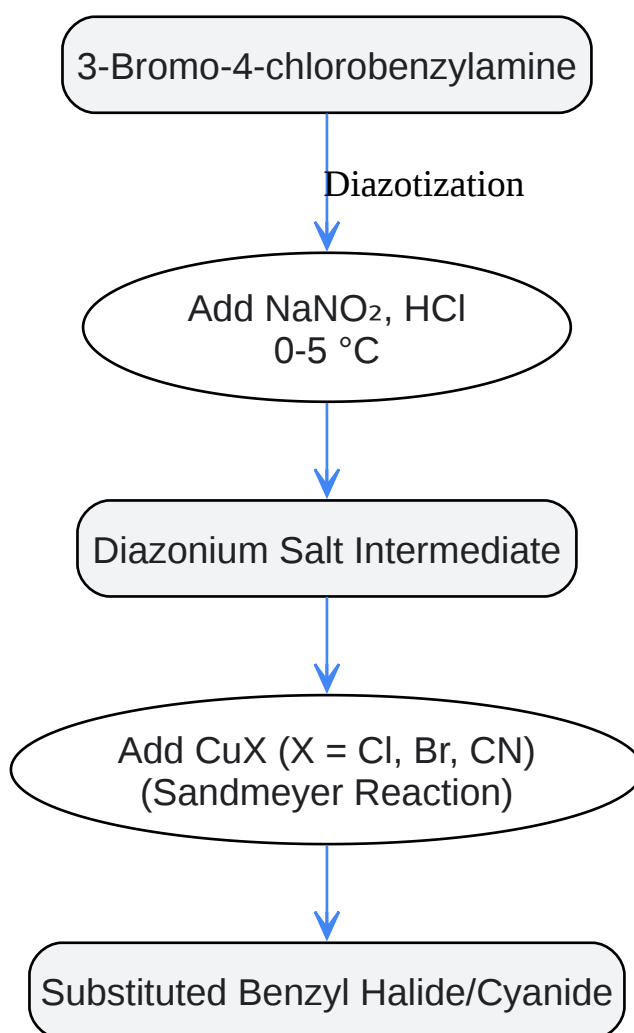 3-Bromo-4-chlorobenzylamine
Diazotization
Add NaNO₂, HCl
0-5 °C
Diazonium Salt Intermediate
Add CuX (X = Cl, Br, CN)
(Sandmeyer Reaction)
Substituted Benzyl Halide/Cyanide